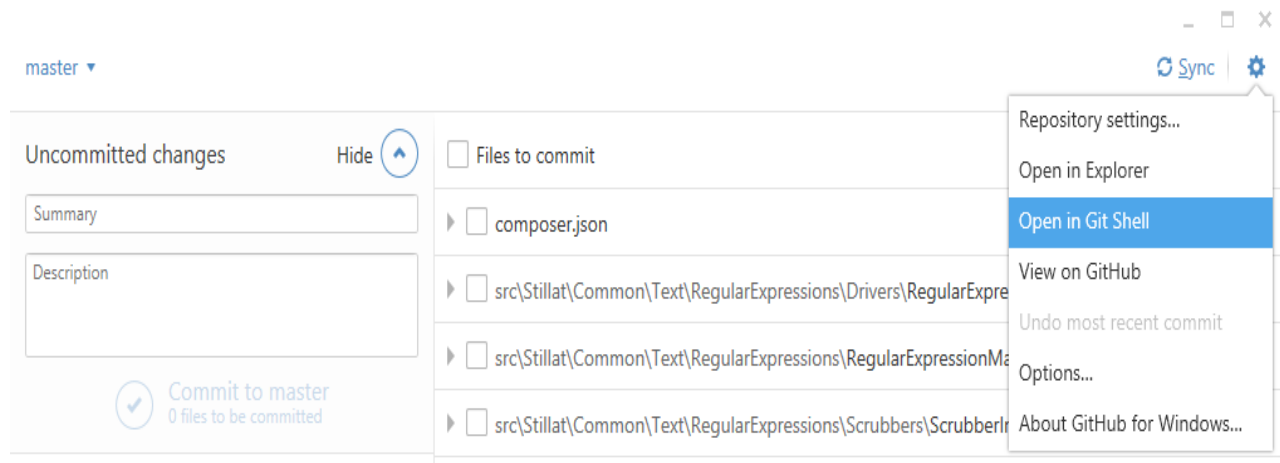 master
Sync
Uncommitted changes
Hide
Summary
Description
Commit to master
0 files to be committed
Files to commit
composer.json
src\Stillat\Common\Text\RegularExpressions\Drivers\RegularExpre
src\Stillat\Common\Text\RegularExpressions\RegularExpressionMa
src\Stillat\Common\Text\RegularExpressions\Scrubbers\ScrubberIn
Repository settings...
Open in Explorer
Open in Git Shell
View on GitHub
Undo most recent commit
Options...
About GitHub for Windows...